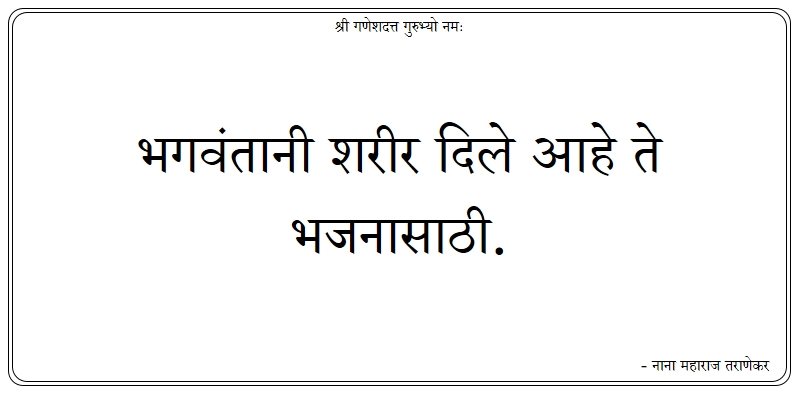 श्री गणेशदत्त गुरुभ्यो नमः
भगवंतानी शरीर दिले आहे ते
भजनासाठी.
- नाना महाराज तराणेकर